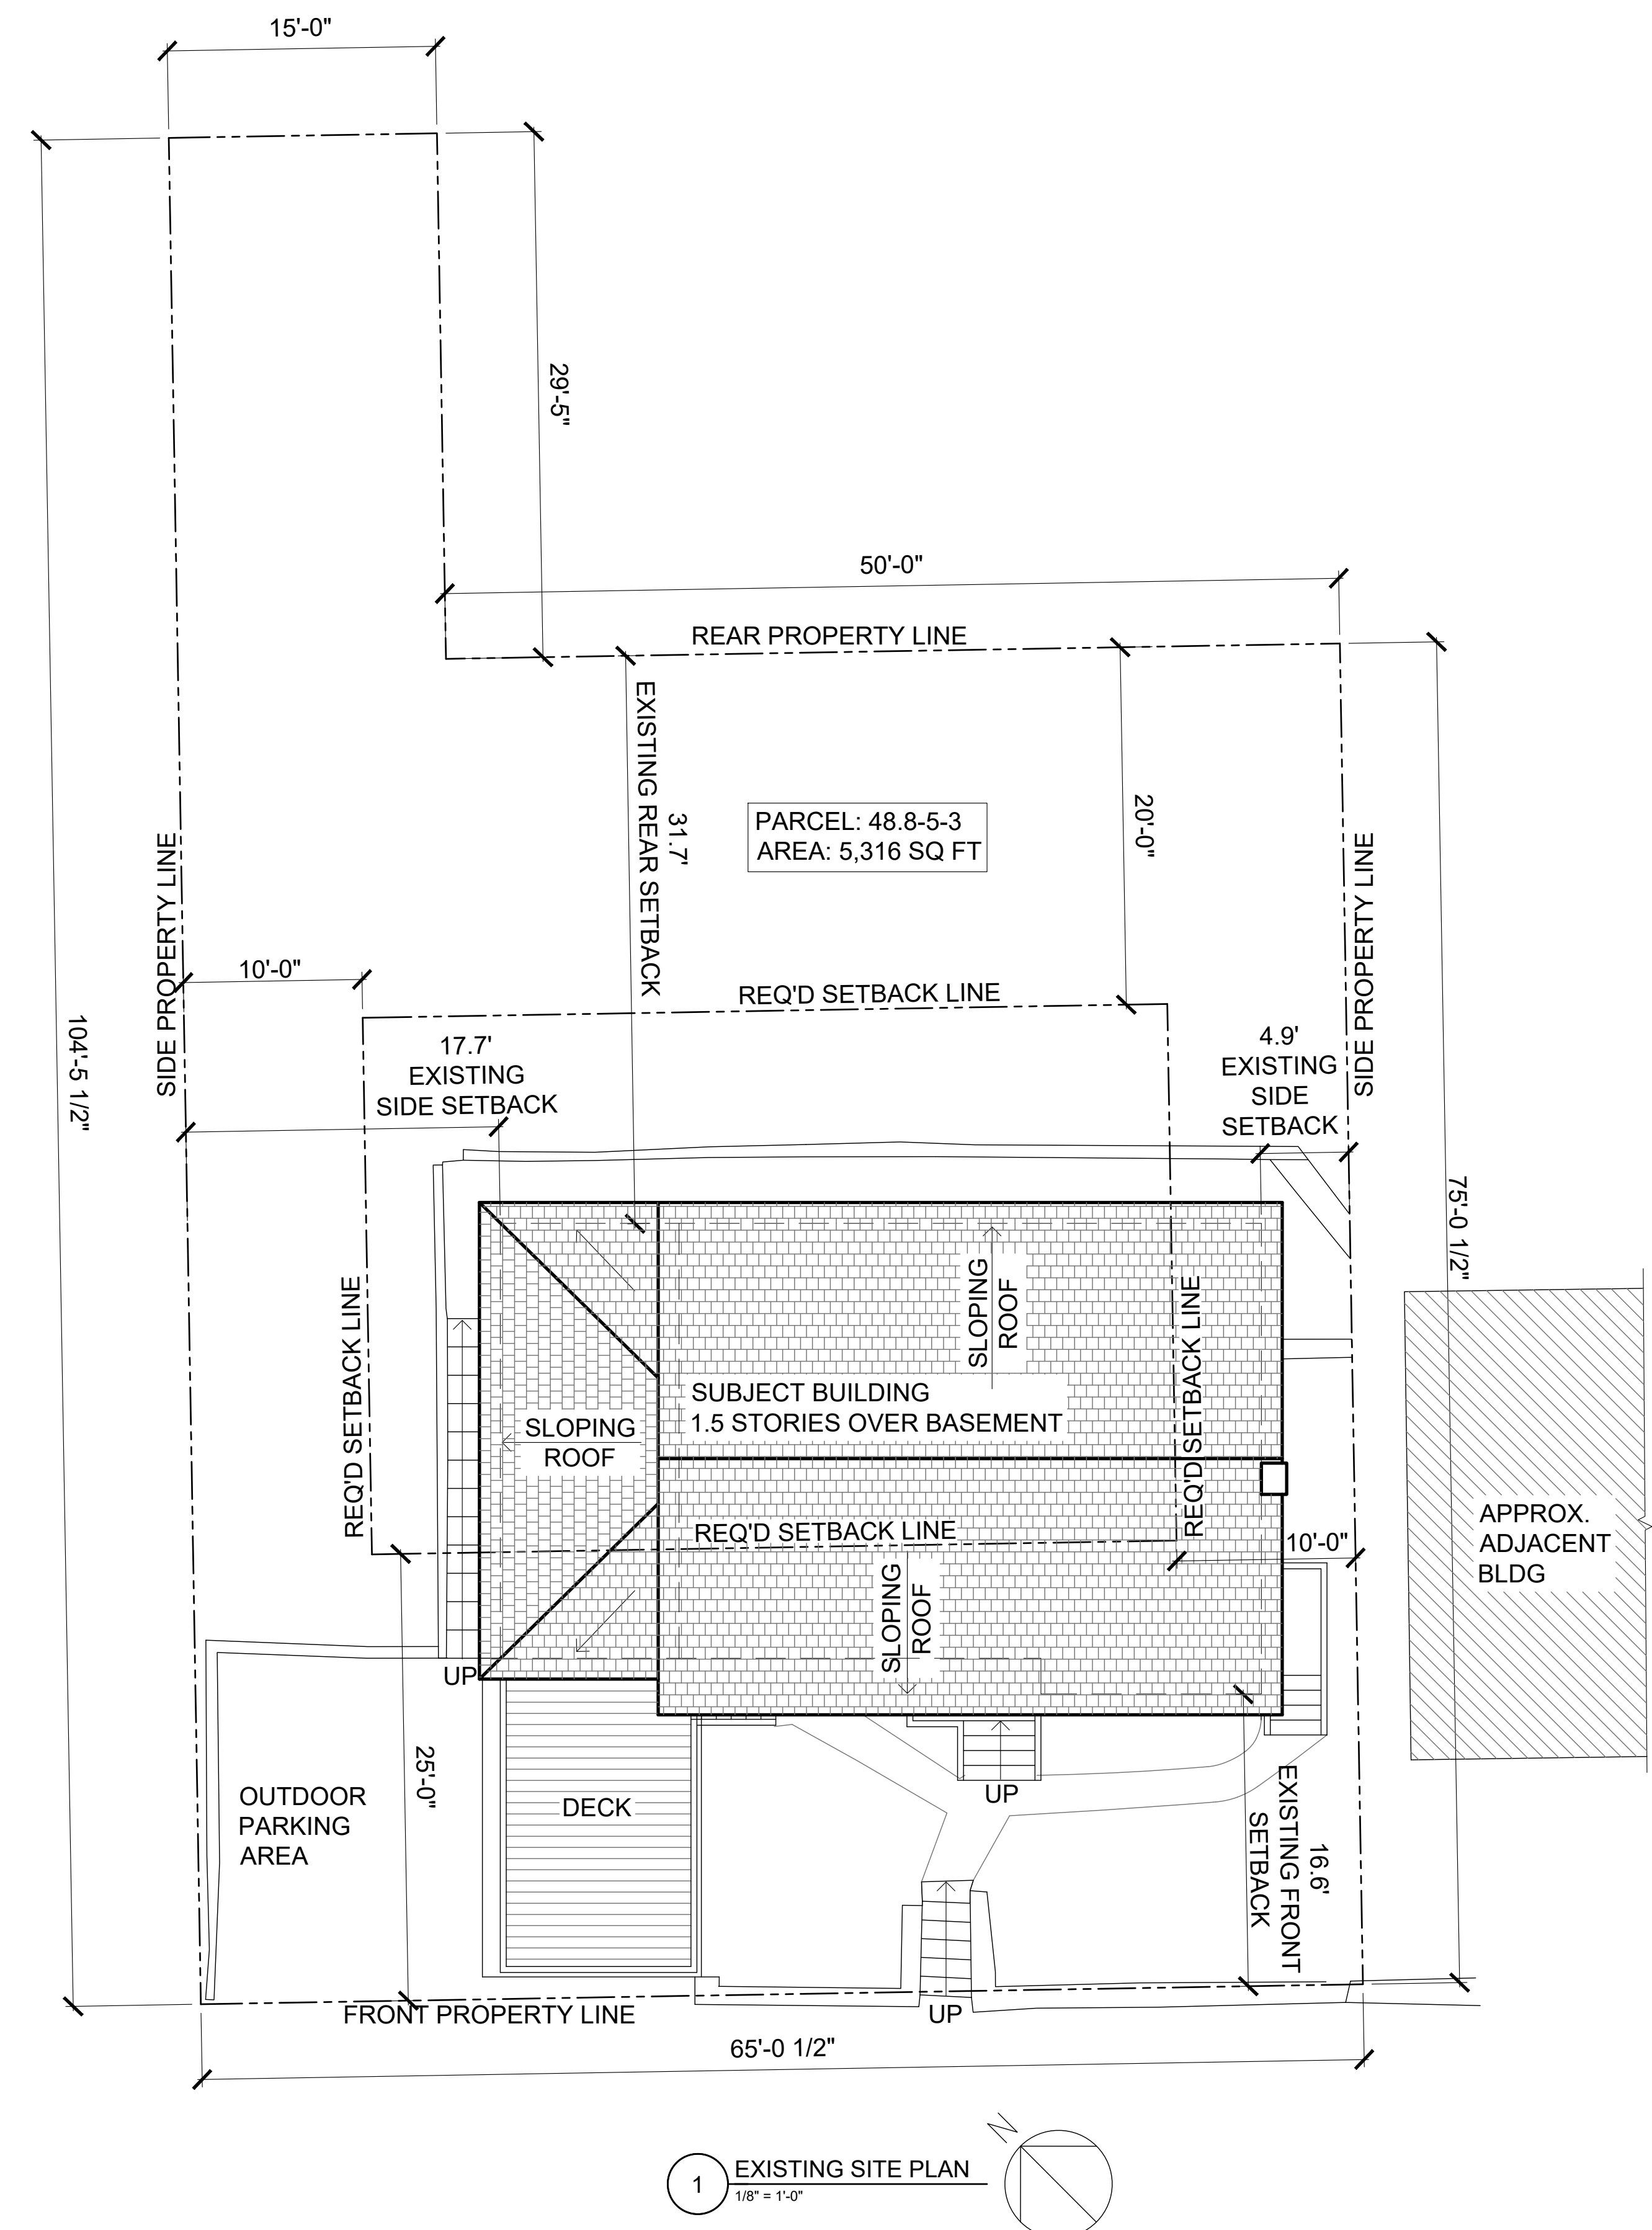 15'-0"
29'-5"
50'-0"
REAR PROPERTY LINE
EXISTING REAR SETBACK
31.7'
PARCEL: 48.8-5-3
AREA: 5,316 SQ FT
20'-0"
SIDE PROPERTY LINE
SIDE PROPERTY LINE
10'-0"
REQ'D SETBACK LINE
104'-5 1/2"
17.7'
EXISTING
SIDE SETBACK
4.9'
EXISTING
SIDE
SETBACK
75'-0 1/2"
REQ'D SETBACK LINE
SLOPING
ROOF
REQ'D SETBACK LINE
SUBJECT BUILDING
1.5 STORIES OVER BASEMENT
SLOPING
ROOF
REQ'D SETBACK LINE
10'-0"
APPROX.
ADJACENT
BLDG
SLOPING
ROOF
UP
25'-0"
OUTDOOR
PARKING
AREA
DECK
UP
16.6'
EXISTING FRONT
SETBACK
FRONT PROPERTY LINE
UP
65'-0 1/2"
N
1
EXISTING SITE PLAN
1/8" = 1'-0"